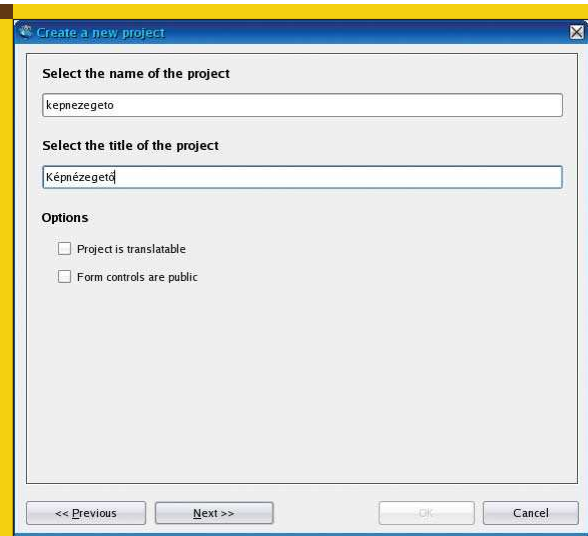 Create a new project
Select the name of the project
kepnezegeto
Select the title of the project
Képnézegető
Options
Project is translatable
Form controls are public
<< Previous
Next >>
OK
Cancel